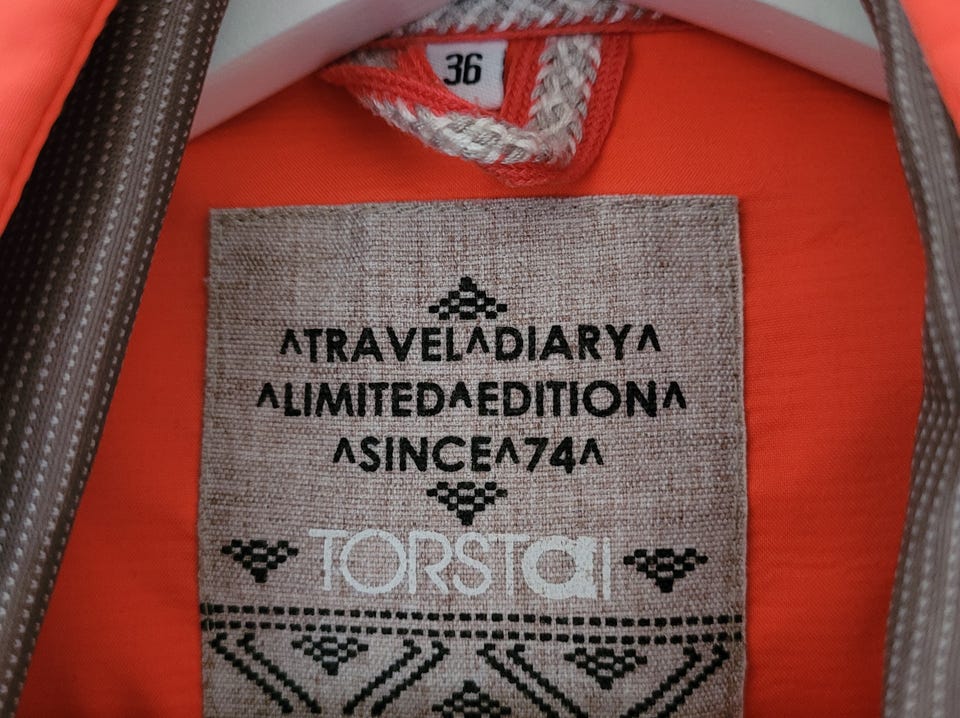 36
^TRAVEL^DIARY^
^LIMITED^EDITION^
^SINCE^74^
TORSTAI